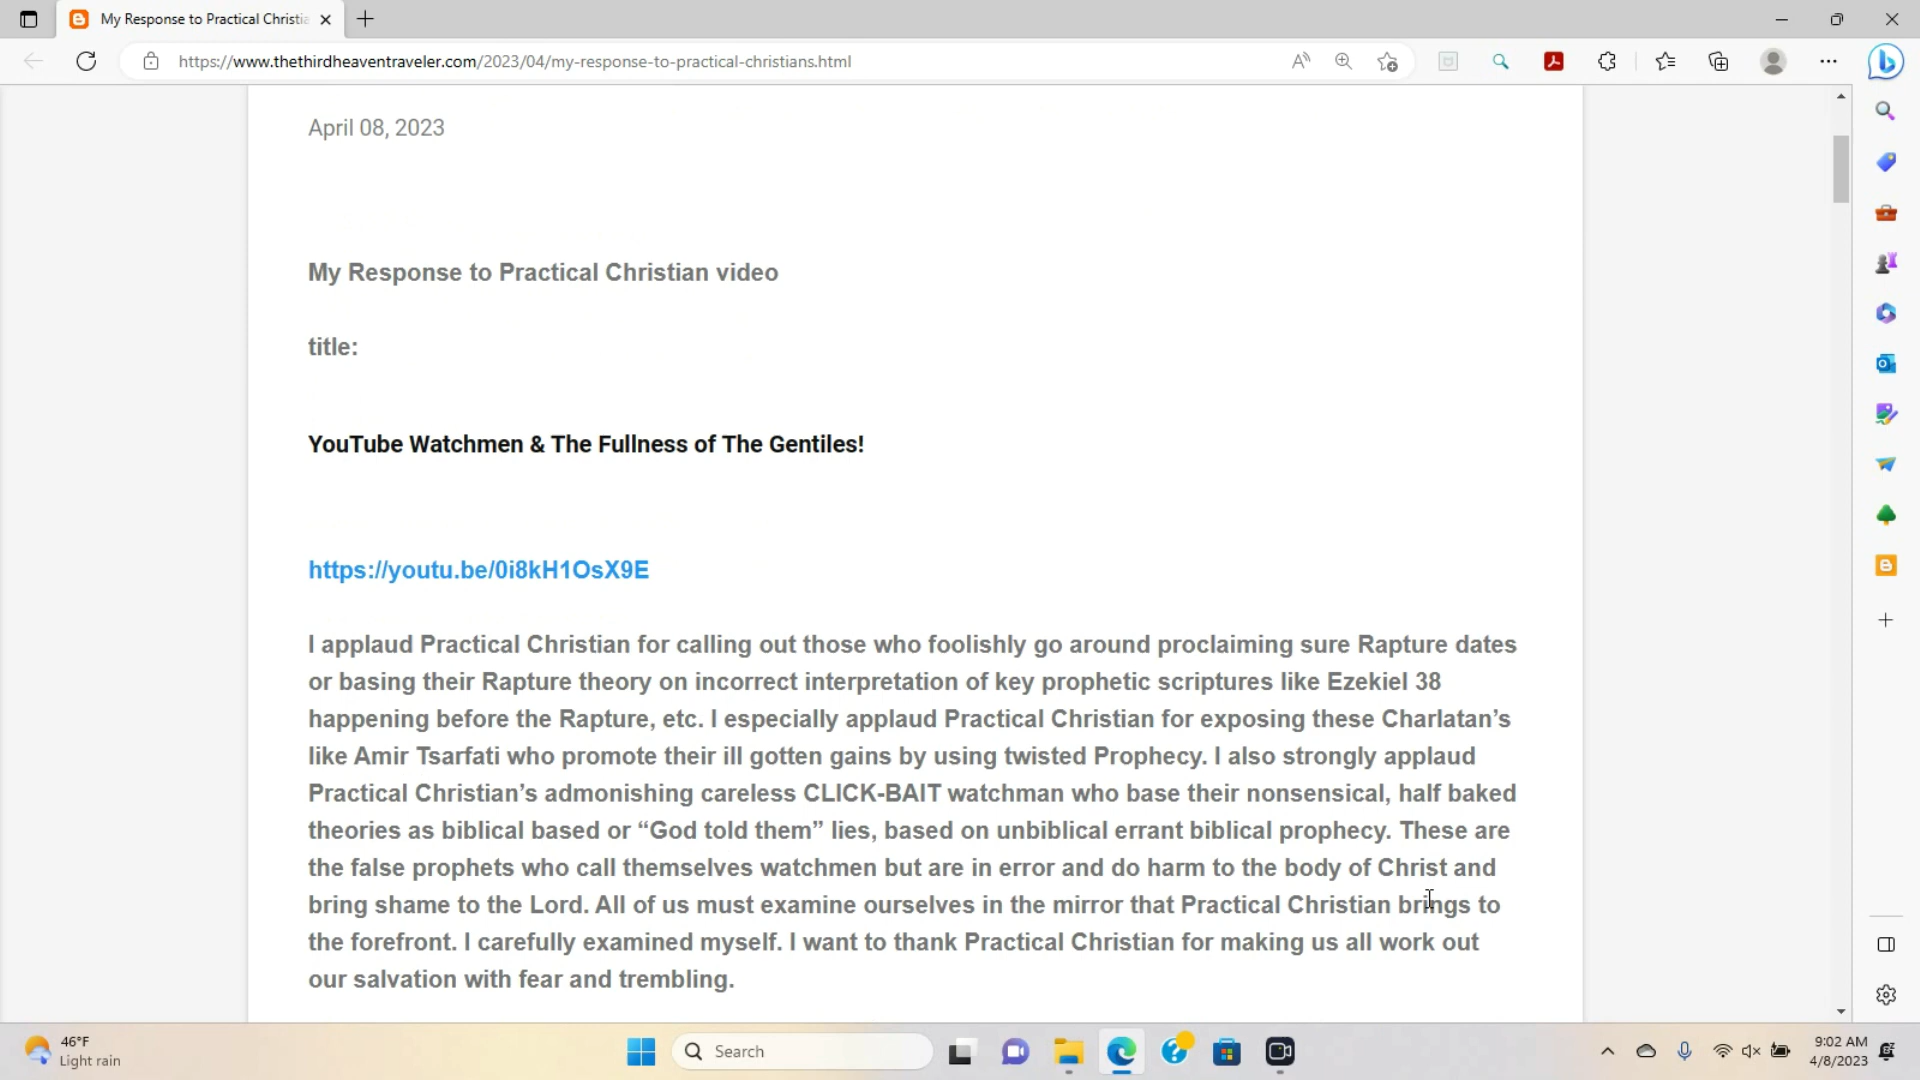 My Response to Practical Christia
https://www.thethirdheaventraveler.com/2023/04/my-response-to-practical-christians.html
April 08, 2023
My Response to Practical Christian video
title:
YouTube Watchmen & The Fullness of The Gentiles!
https://youtu.be/0i8kH1OsX9E
I applaud Practical Christian for calling out those who foolishly go around proclaiming sure Rapture dates
or basing their Rapture theory on incorrect interpretation of key prophetic scriptures like Ezekiel 38
happening before the Rapture, etc. I especially applaud Practical Christian for exposing these Charlatan’s
like Amir Tsarfati who promote their ill gotten gains by using twisted Prophecy. I also strongly applaud
Practical Christian’s admonishing careless CLICK-BAIT watchman who base their nonsensical, half baked
theories as biblical based or “God told them” lies, based on unbiblical errant biblical prophecy. These are
the false prophets who call themselves watchmen but are in error and do harm to the body of Christ and
bring shame to the Lord. All of us must examine ourselves in the mirror that Practical Christian brings to
the forefront. I carefully examined myself. I want to thank Practical Christian for making us all work out
our salvation with fear and trembling.
46°F
Light rain
Search
9:02 AM
4/8/2023